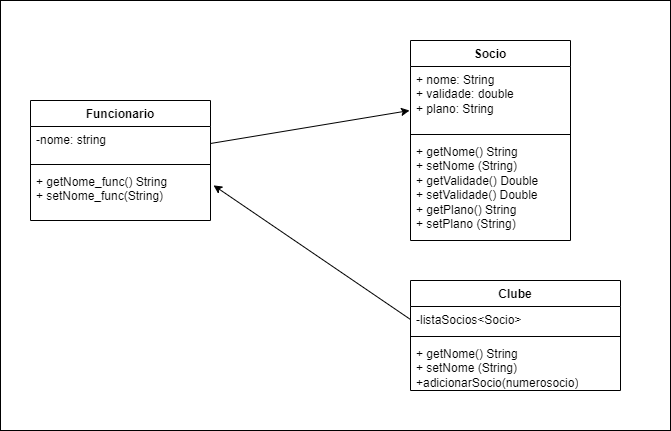 Funcionario
-nome: string
+ getNome_func() String
+ setNome_func(String)
Socio
+ nome: String
+ validade: double
+ plano: String
+ getNome() String
+ setNome (String)
+ getValidade() Double
+ setValidade() Double
+ getPlano() String
+ setPlano (String)
Clube
-listaSocios<Socio>
+ getNome() String
+ setNome (String)
+adicionarSocio(numerosocio)